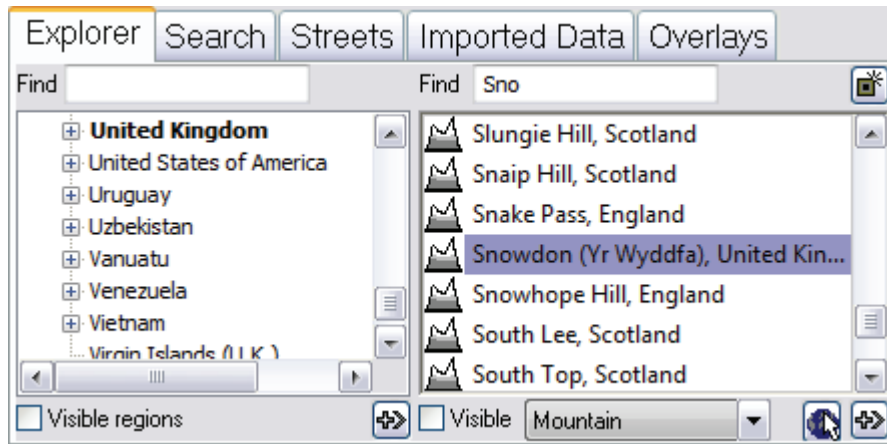 Explorer Search Streets Imported Data Overlays
Find
United Kingdom
United States of America
Uruguay
Uzbekistan
Vanuatu
Venezuela
Vietnam
Virgin Islands (U.K.)
Visible regions
Find Sno
Slungie Hill, Scotland
Snaip Hill, Scotland
Snake Pass, England
Snowdon (Yr Wyddfa), United Kin...
Snowhope Hill, England
South Lee, Scotland
South Top, Scotland
Visible Mountain